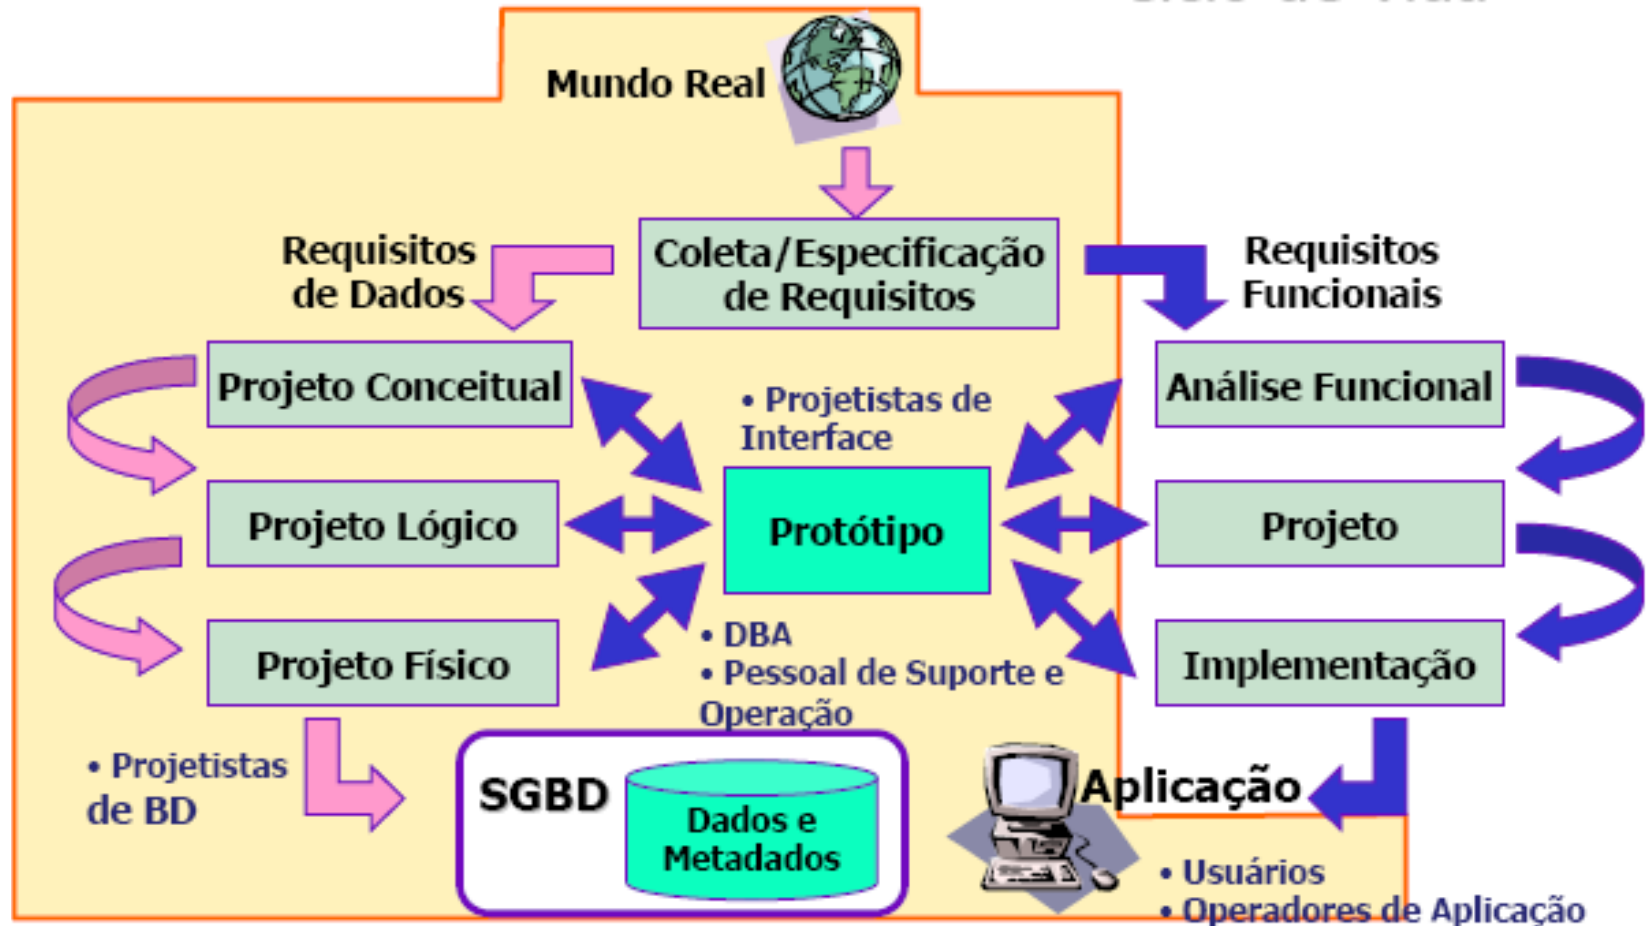 Mundo Real
Requisitos
de Dados
Coleta/Especificação
de Requisitos
Requisitos
Funcionais
Projeto Conceitual
• Projetistas de
Interface
Análise Funcional
Projeto Lógico
Protótipo
Projeto
Projeto Físico
• DBA
• Pessoal de Suporte e
Operação
Implementação
• Projetistas
de BD
SGBD
Dados e
Metadados
Aplicação
• Usuários
• Operadores de Aplicação